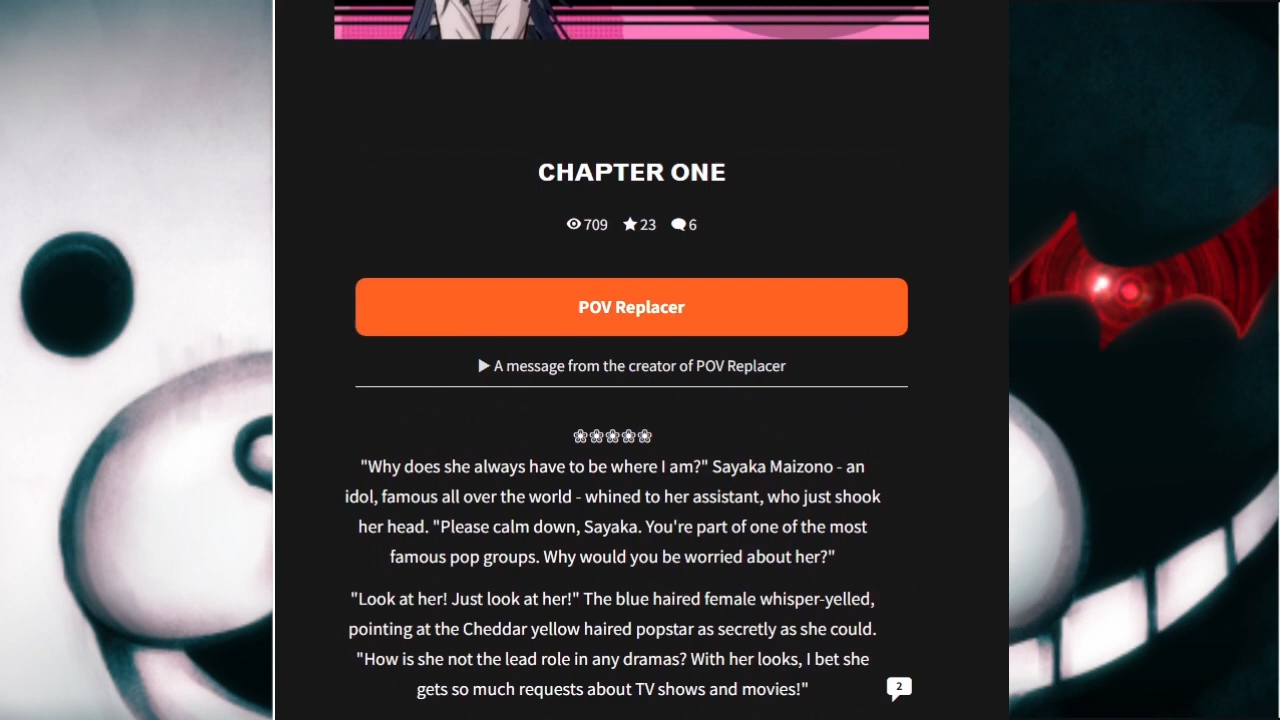 CHAPTER ONE
709 23 6
POV Replacer
▶ A message from the creator of POV Replacer
❀❀❀❀❀
"Why does she always have to be where I am?" Sayaka Maizono - an
idol, famous all over the world - whined to her assistant, who just shook
her head. "Please calm down, Sayaka. You're part of one of the most
famous pop groups. Why would you be worried about her?"
"Look at her! Just look at her!" The blue haired female whisper-yelled,
pointing at the Cheddar yellow haired popstar as secretly as she could.
"How is she not the lead role in any dramas? With her looks, I bet she
gets so much requests about TV shows and movies!"
2